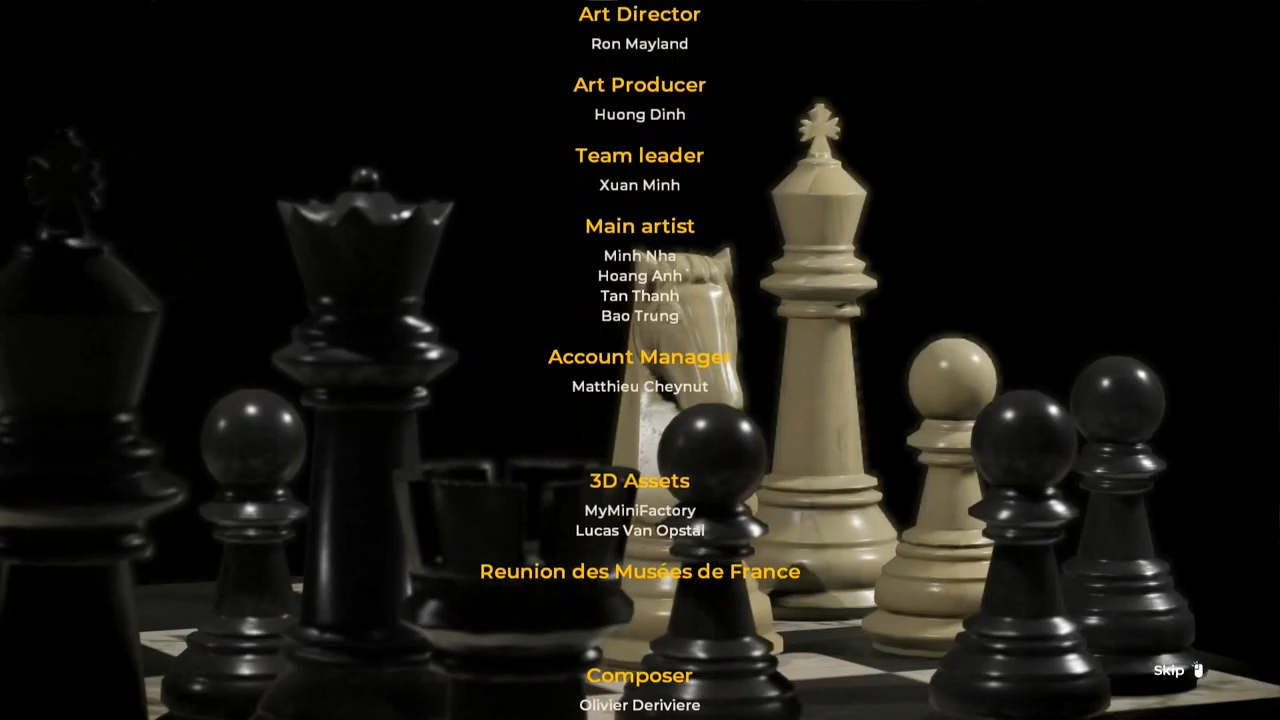 Art Director
Ron Mayland
Art Producer
Huong Dinh
Team leader
Xuan Minh
Main artist
Minh Nha
Hoang Anh
Tan Thanh
Bao Trung
Account Manager
Matthieu Cheynut
3D Assets
MyMiniFactory
Lucas Van Opstal
Reunion des Musées de France
Composer
Olivier Deriviere
Skip